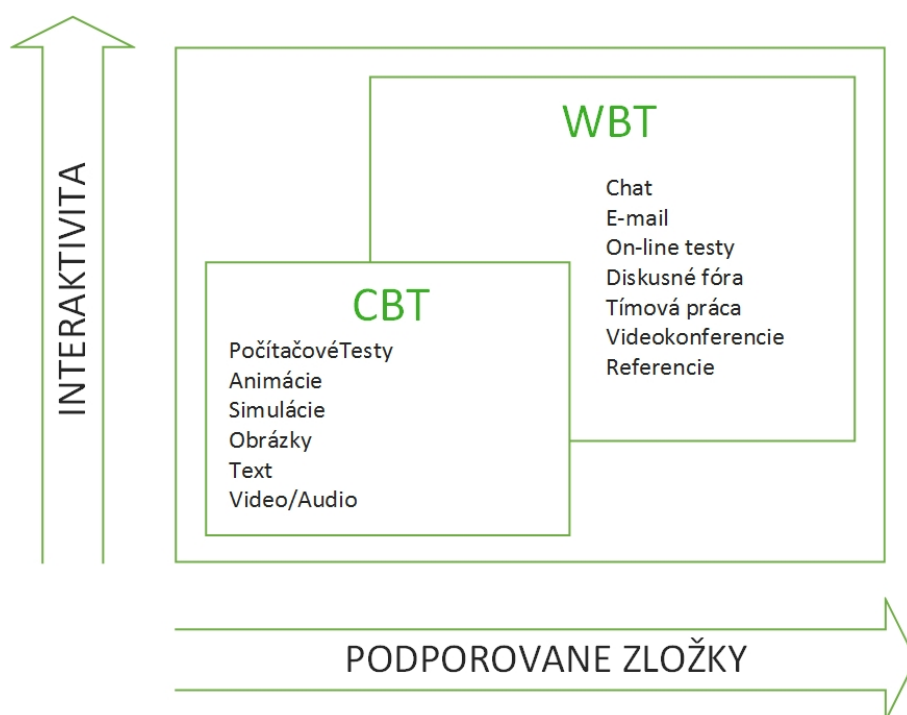 INTERAKTIVITA
WBT
Chat
E-mail
On-line testy
Diskusné fóra
Tímová práca
Videokonferencie
Referencie
CBT
PočítačovéTesty
Animácie
Simulácie
Obrázky
Text
Video/Audio
PODPOROVANE ZLOŽKY